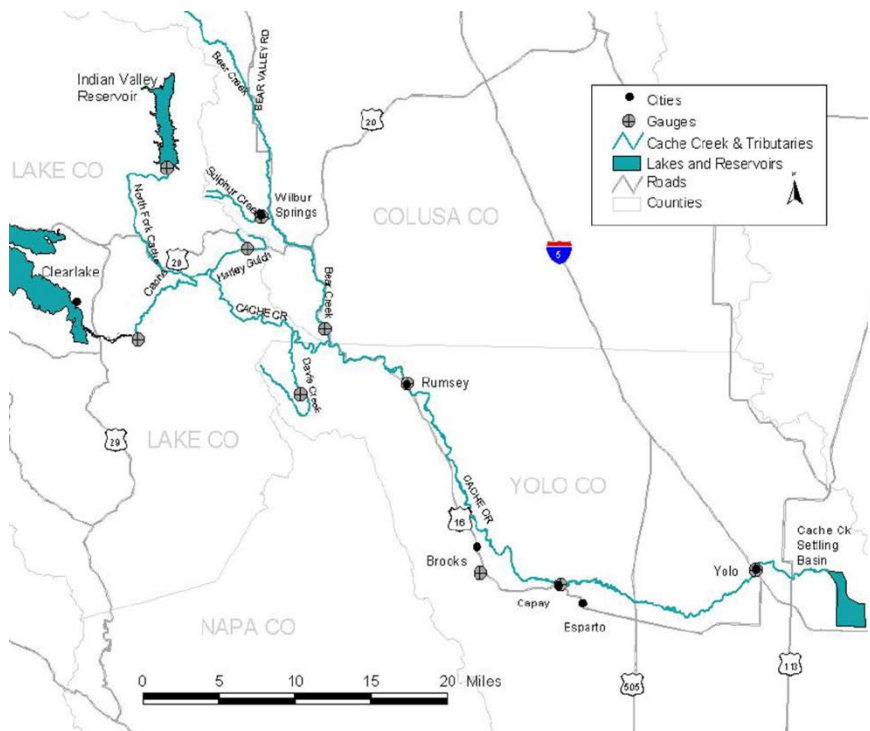 Bear Creek
BEAR VALLEY RD
Indian Valley
Reservoir
20
Cities
Gauges
Cache Creek & Tributaries
Lakes and Reservoirs
Roads
Counties
N
LAKE CO
Sulphur Creek
Wilbur
Springs
COLUSA CO
North Fork Cache
28
Harley Gulch
5
Clearlake
Cache
Bear Creek
CACHE CR
Davis Creek
Rumsey
29
LAKE CO
CACHE CR
YOLO CO
16
Brooks
Cache Ck
Settling
Basin
Yolo
Capay
Esparto
NAPA CO
113
505
0 5 10 15 20 Miles